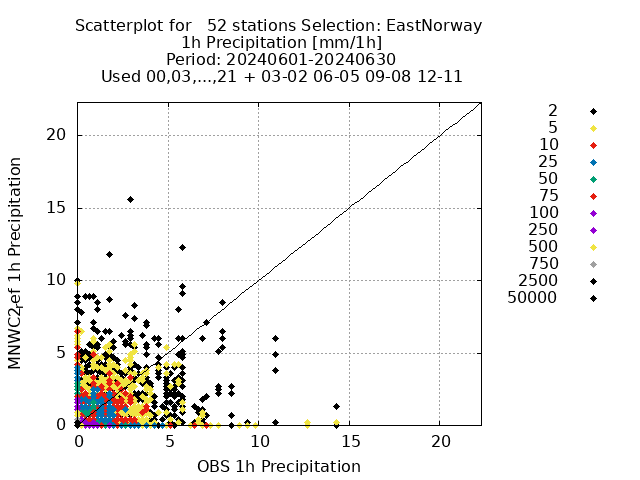 Scatterplot for   52 stations Selection: EastNorway
1h Precipitation [mm/1h]
Period: 20240601-20240630
Used 00,03,...,21 + 03-02 06-05 09-08 12-11
MNWC2,ef 1h Precipitation
20
15
10
5
0
0 5 10 15 20
OBS 1h Precipitation
2
5
10
25
50
75
100
250
500
750
2500
50000